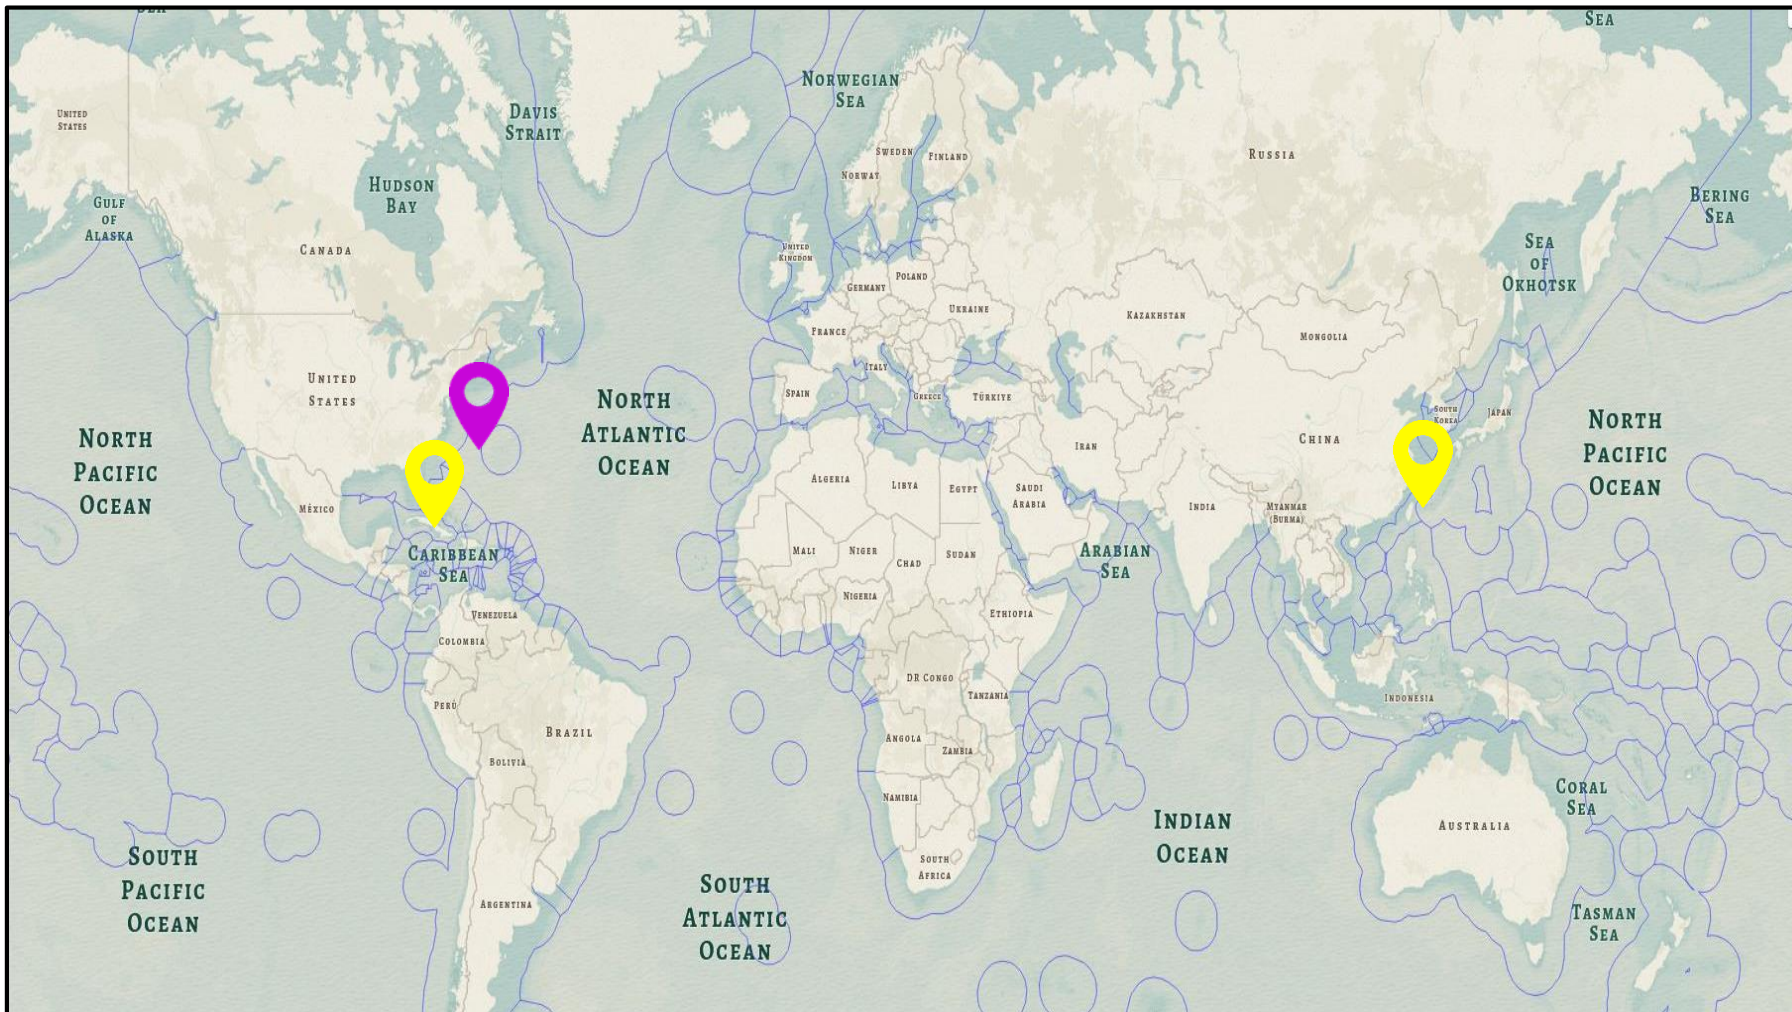 SEA
SEA
NORWEGIAN
SEA
DAVIS
STRAIT
UNITED
STATES
SWEDEN
FINLAND
NORWAY
RUSSIA
HUDSON
BAY
GULF
OF
ALASKA
BERING
SEA
CANADA
UNITED
KINGDOM
SEA
OF
OKHOTSK
POLAND
GERMANY
UKRAINE
KAZAKHSTAN
FRANCE
MONGOLIA
ITALY
UNITED
STATES
SPAIN
GREECE
TÜRKIYE
SOUTH
KOREA
JAPAN
NORTH
ATLANTIC
OCEAN
NORTH
PACIFIC
OCEAN
IRAN
CHINA
NORTH
PACIFIC
OCEAN
ALGERIA
LIBYA
EGYPT
SAUDI
ARABIA
MÉXICO
INDIA
MYANMAR
(BURMA)
CARIBBEAN
SEA
MALI
NIGER
CHAD
SUDAN
ARABIAN
SEA
NIGERIA
ETHIOPIA
VENEZUELA
COLOMBIA
DR CONGO
TANZANIA
INDONESIA
PERÚ
BRAZIL
ANGOLA
ZAMBIA
BOLIVIA
NAMIBIA
CORAL
SEA
INDIAN
OCEAN
AUSTRALIA
SOUTH
PACIFIC
OCEAN
SOUTH
AFRICA
SOUTH
ATLANTIC
OCEAN
ARGENTINA
TASMAN
SEA